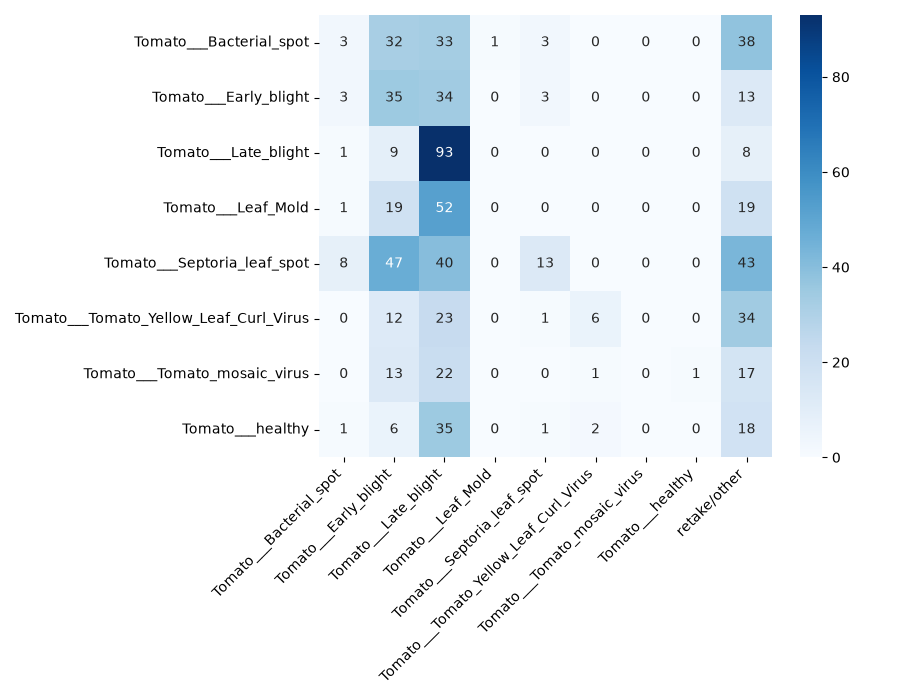 Tomato___Bacterial_spot 3 32 33 1 3 0 0 0 38
Tomato___Early_blight 3 35 34 0 3 0 0 0 13
Tomato___Late_blight 1 9 93 0 0 0 0 0 8
Tomato___Leaf_Mold 1 19 52 0 0 0 0 0 19
Tomato___Septoria_leaf_spot 8 47 40 0 13 0 0 0 43
Tomato___Tomato_Yellow_Leaf_Curl_Virus 0 12 23 0 1 6 0 0 34
Tomato___Tomato_mosaic_virus 0 13 22 0 0 1 0 1 17
Tomato___healthy 1 6 35 0 1 2 0 0 18
Tomato___Bacterial_spot
Tomato___Early_blight
Tomato___Late_blight
Tomato___Leaf_Mold
Tomato___Septoria_leaf_spot
Tomato___Tomato_Yellow_Leaf_Curl_Virus
Tomato___Tomato_mosaic_virus
Tomato___healthy
retake/other
80
60
40
20
0